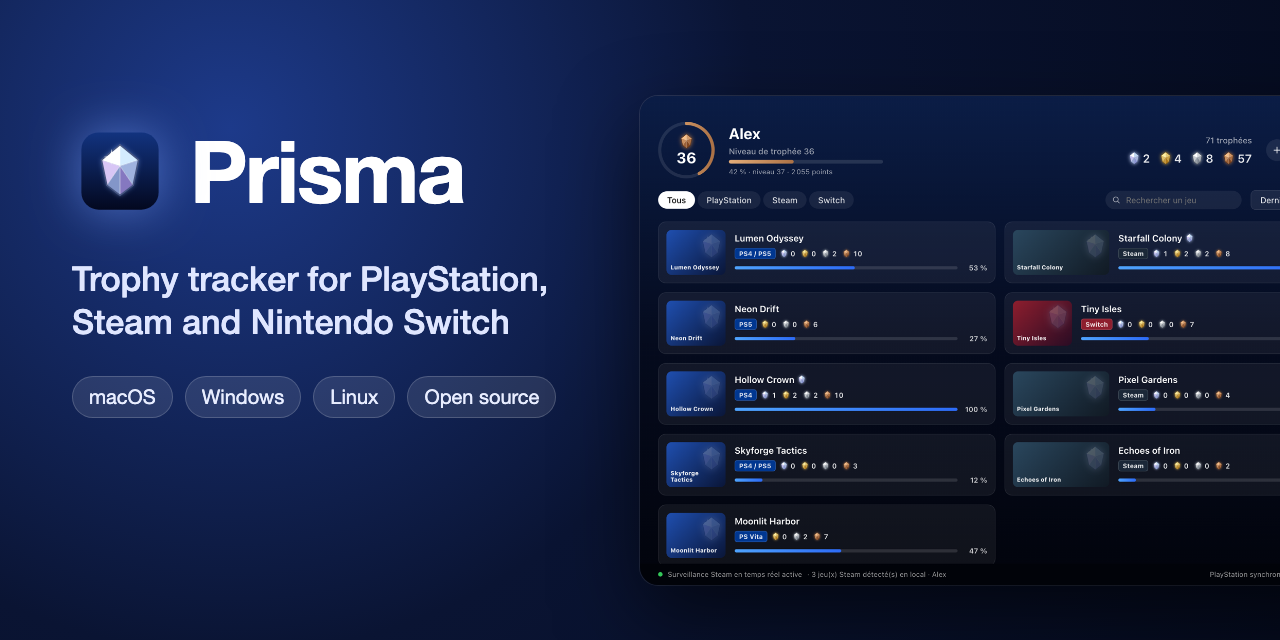 Prisma
Trophy tracker for PlayStation,
Steam and Nintendo Switch
macOS Windows Linux Open source
36
Alex
Niveau de trophée 36
42 % · niveau 37 · 2 055 points
71 trophées
2 4 8 57
+
Tous PlayStation Steam Switch
Rechercher un jeu
Dern
Lumen Odyssey
Lumen Odyssey
PS4 / PS5 0 0 2 10
53 %
Starfall Colony
Starfall Colony
Steam 1 2 2 8
Neon Drift
Neon Drift
PS5 0 0 6
27 %
Tiny Isles
Tiny Isles
Switch 0 0 0 7
Hollow Crown
Hollow Crown
PS4 1 2 2 10
100 %
Pixel Gardens
Pixel Gardens
Steam 0 0 0 4
Skyforge
Tactics
Skyforge Tactics
PS4 / PS5 0 0 0 3
12 %
Echoes of Iron
Echoes of Iron
Steam 0 0 0 2
Moonlit Harbor
Moonlit Harbor
PS Vita 0 2 7
47 %
Surveillance Steam en temps réel active · 3 jeu(x) Steam détecté(s) en local · Alex
PlayStation synchron